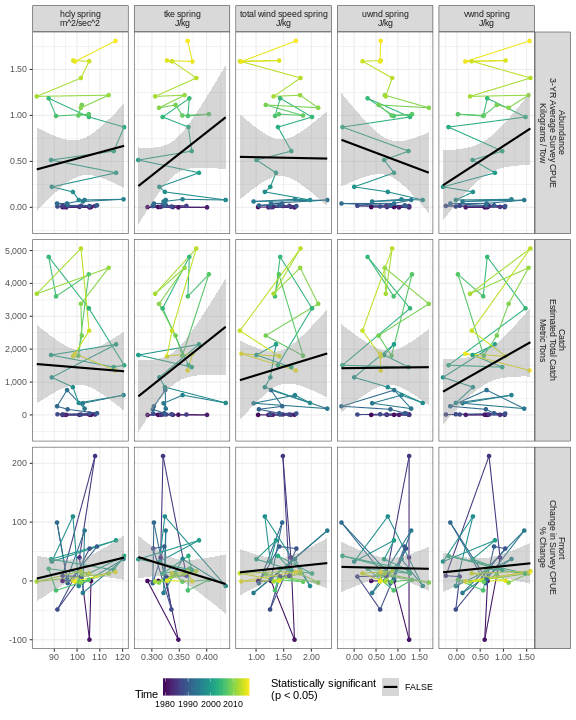 hcly spring
m^2/sec^2
tke spring
J/kg
total wind speed spring
J/kg
uwnd spring
J/kg
vwnd spring
J/kg
1.50
1.00
0.50
0.00
Abundance
3-YR Average Survey CPUE
Kilograms / Tow
5,000
4,000
3,000
2,000
1,000
0
Catch
Estimated Total Catch
Metric Tons
200
100
0
-100
Fmort
Change in Survey CPUE
% Change
90 100 110 120
0.300 0.350 0.400
1.00 1.50 2.00
0.00 0.50 1.00 1.50
0.00 0.50 1.00 1.50
Time
1980 1990 2000 2010
Statistically significant
(p < 0.05)
FALSE